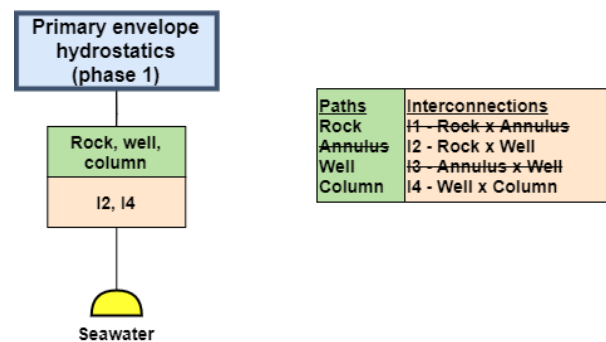 Primary envelope
hydrostatics
(phase 1)
Rock, well,
column
I2, I4
Seawater
Paths Interconnections
Rock I1 - Rock x Annulus
Annulus I2 - Rock x Well
Well I3 - Annulus x Well
Column I4 - Well x Column